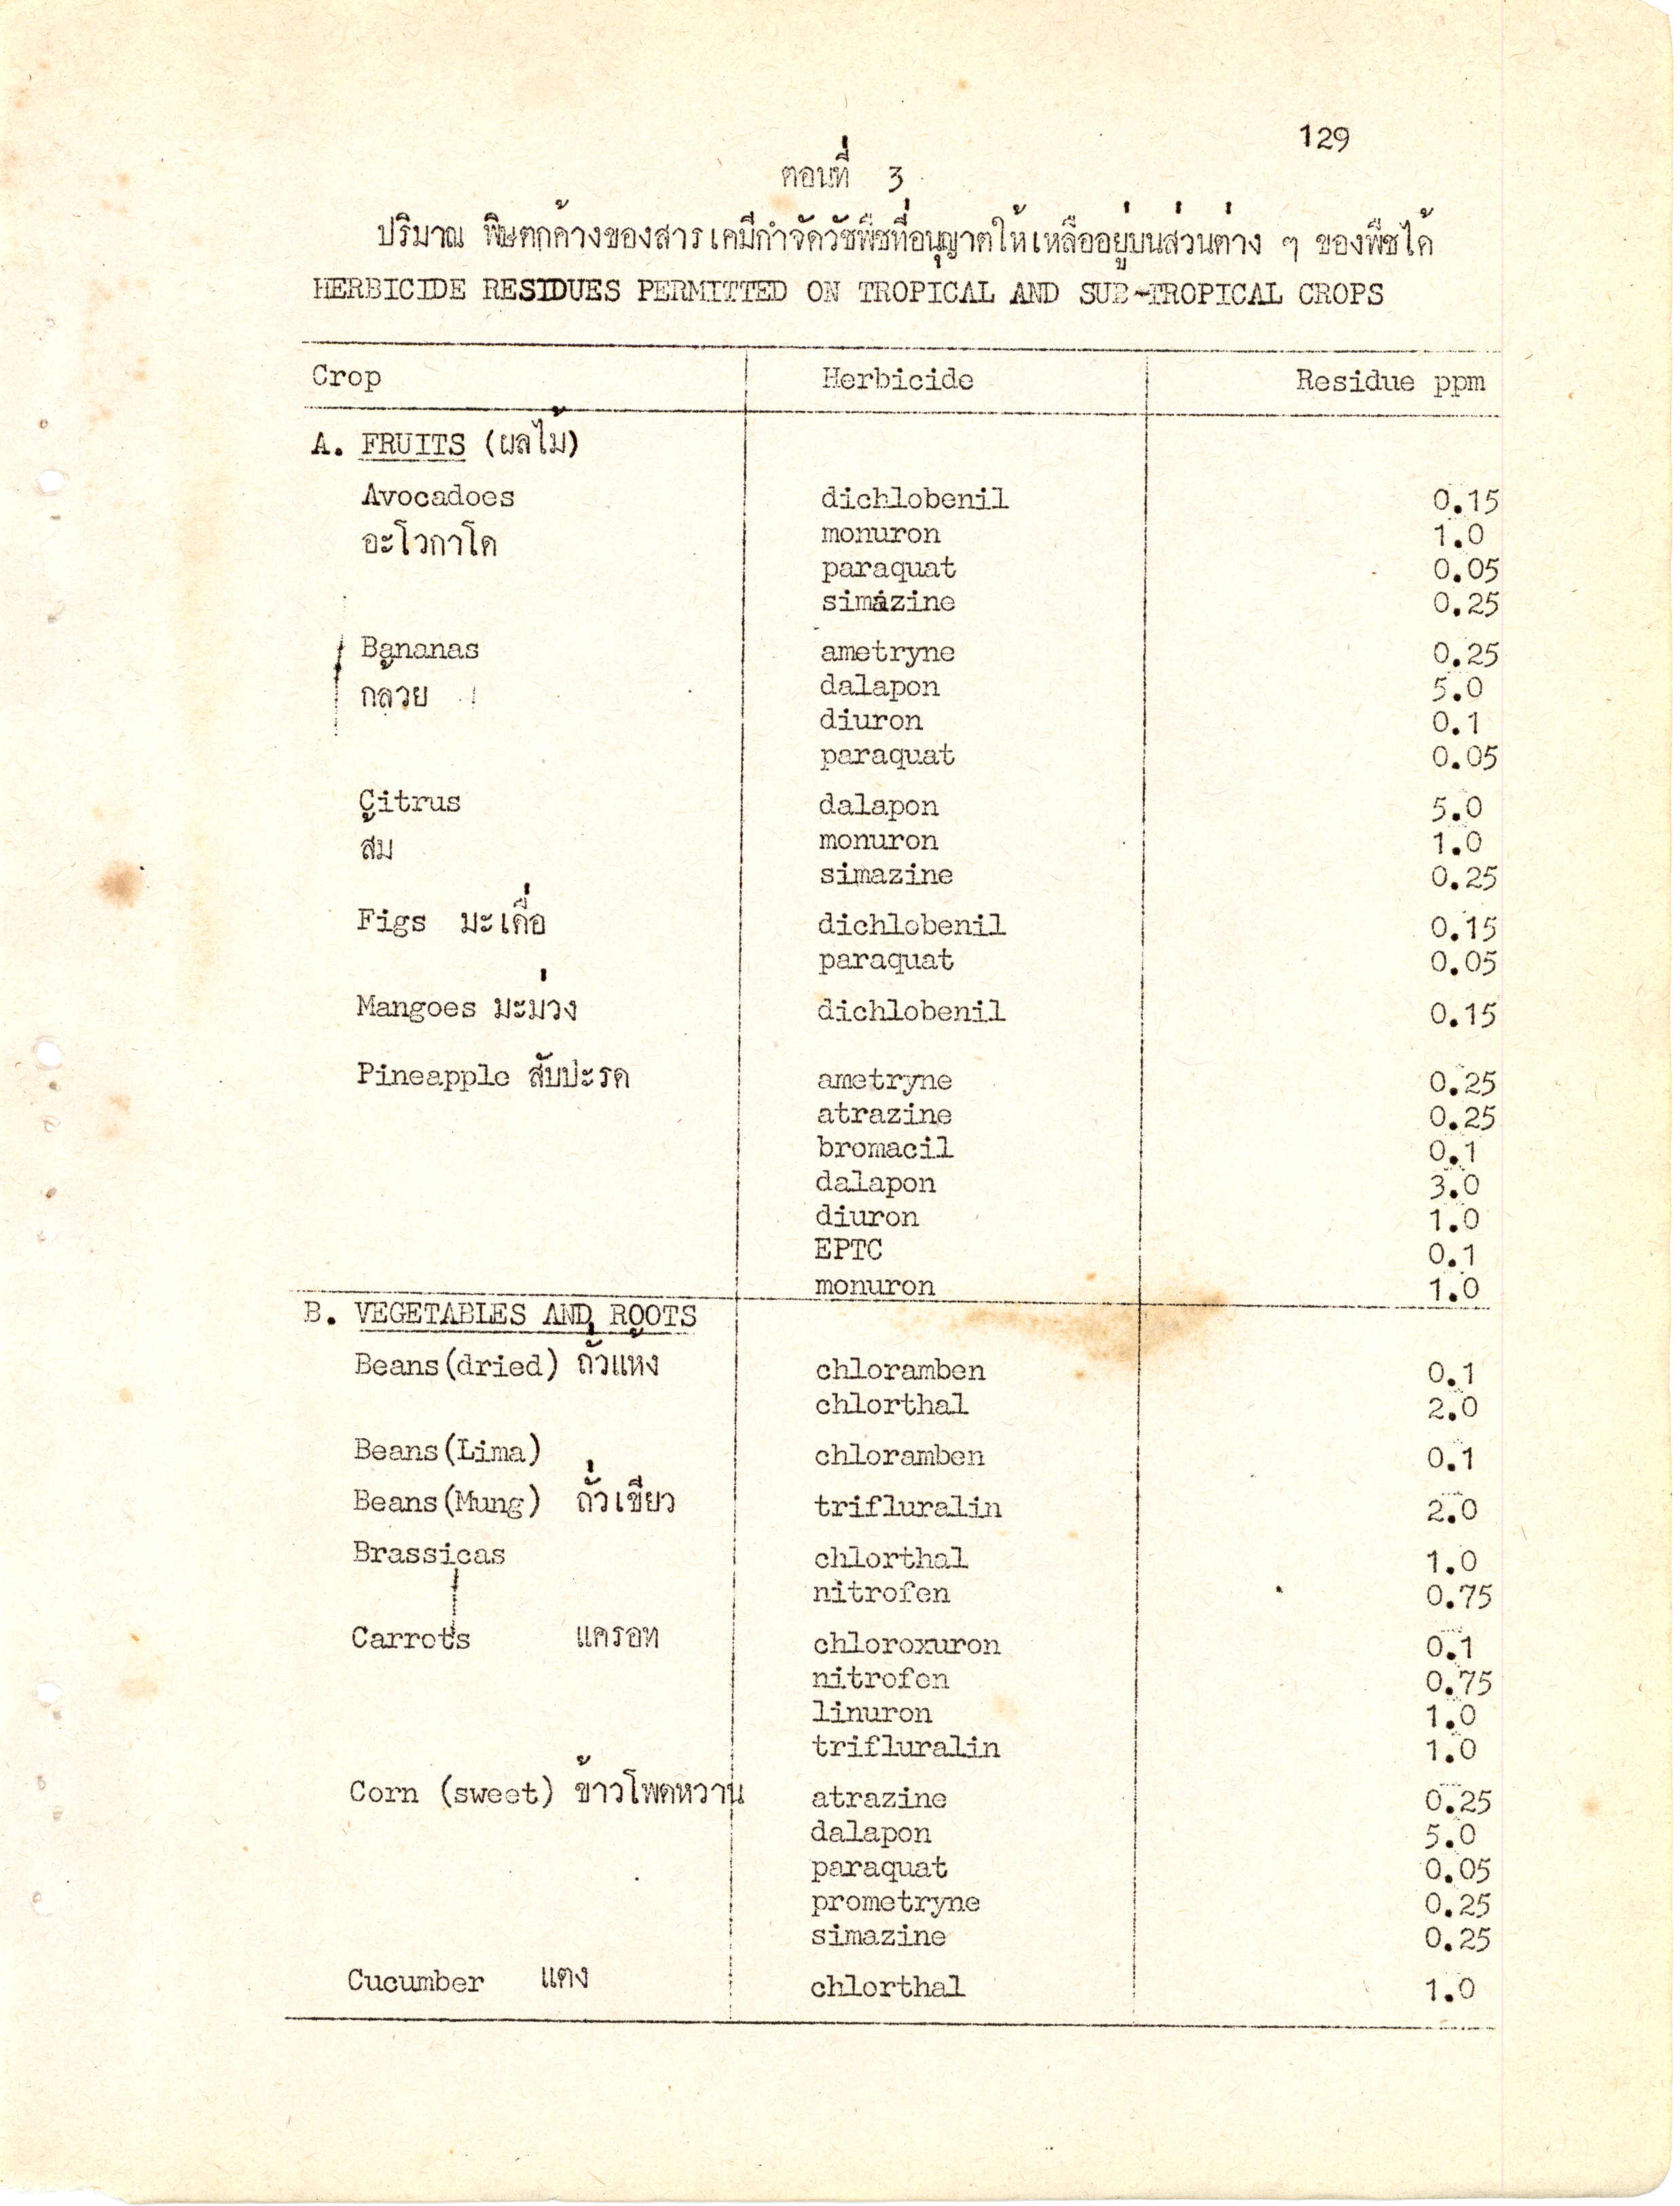 129
ตอนที่ 3
ปริมาณ พิษตกค้างของสารเคมีกำจัดวัชพืชที่อนุญาตให้เหลืออยู่บนส่วนต่าง ๆ ของพืชได้
HERBICIDE RESIDUES PERMITTED ON TROPICAL AND SUB-TROPICAL CROPS
Crop Herbicide Residue ppm
A. FRUITS (ผลไม้)
Avocadoes dichlobenil 0.15
อะโวกาโด monuron 1.0
paraquat 0.05
simazine 0.25
Bananas ametryne 0.25
กล้วย dalapon 5.0
diuron 0.1
paraquat 0.05
Citrus dalapon 5.0
ส้ม monuron 1.0
simazine 0.25
Figs มะเดื่อ dichlobenil 0.15
paraquat 0.05
Mangoes มะม่วง dichlobenil 0.15
Pineapple สับปะรด ametryne 0.25
atrazine 0.25
bromacil 0.1
dalapon 3.0
diuron 1.0
EPTC 0.1
monuron 1.0
B. VEGETABLES AND ROOTS
Beans(dried) ถั่วแห้ง chloramben 0.1
chlorthal 2.0
Beans(Lima) chloramben 0.1
Beans(Mung) ถั่วเขียว trifluralin 2.0
Brassicas chlorthal 1.0
nitrofen 0.75
Carrots แครอท chloroxuron 0.1
nitrofen 0.75
linuron 1.0
trifluralin 1.0
Corn (sweet) ข้าวโพดหวาน atrazine 0.25
dalapon 5.0
paraquat 0.05
prometryne 0.25
simazine 0.25
Cucumber แตง chlorthal 1.0